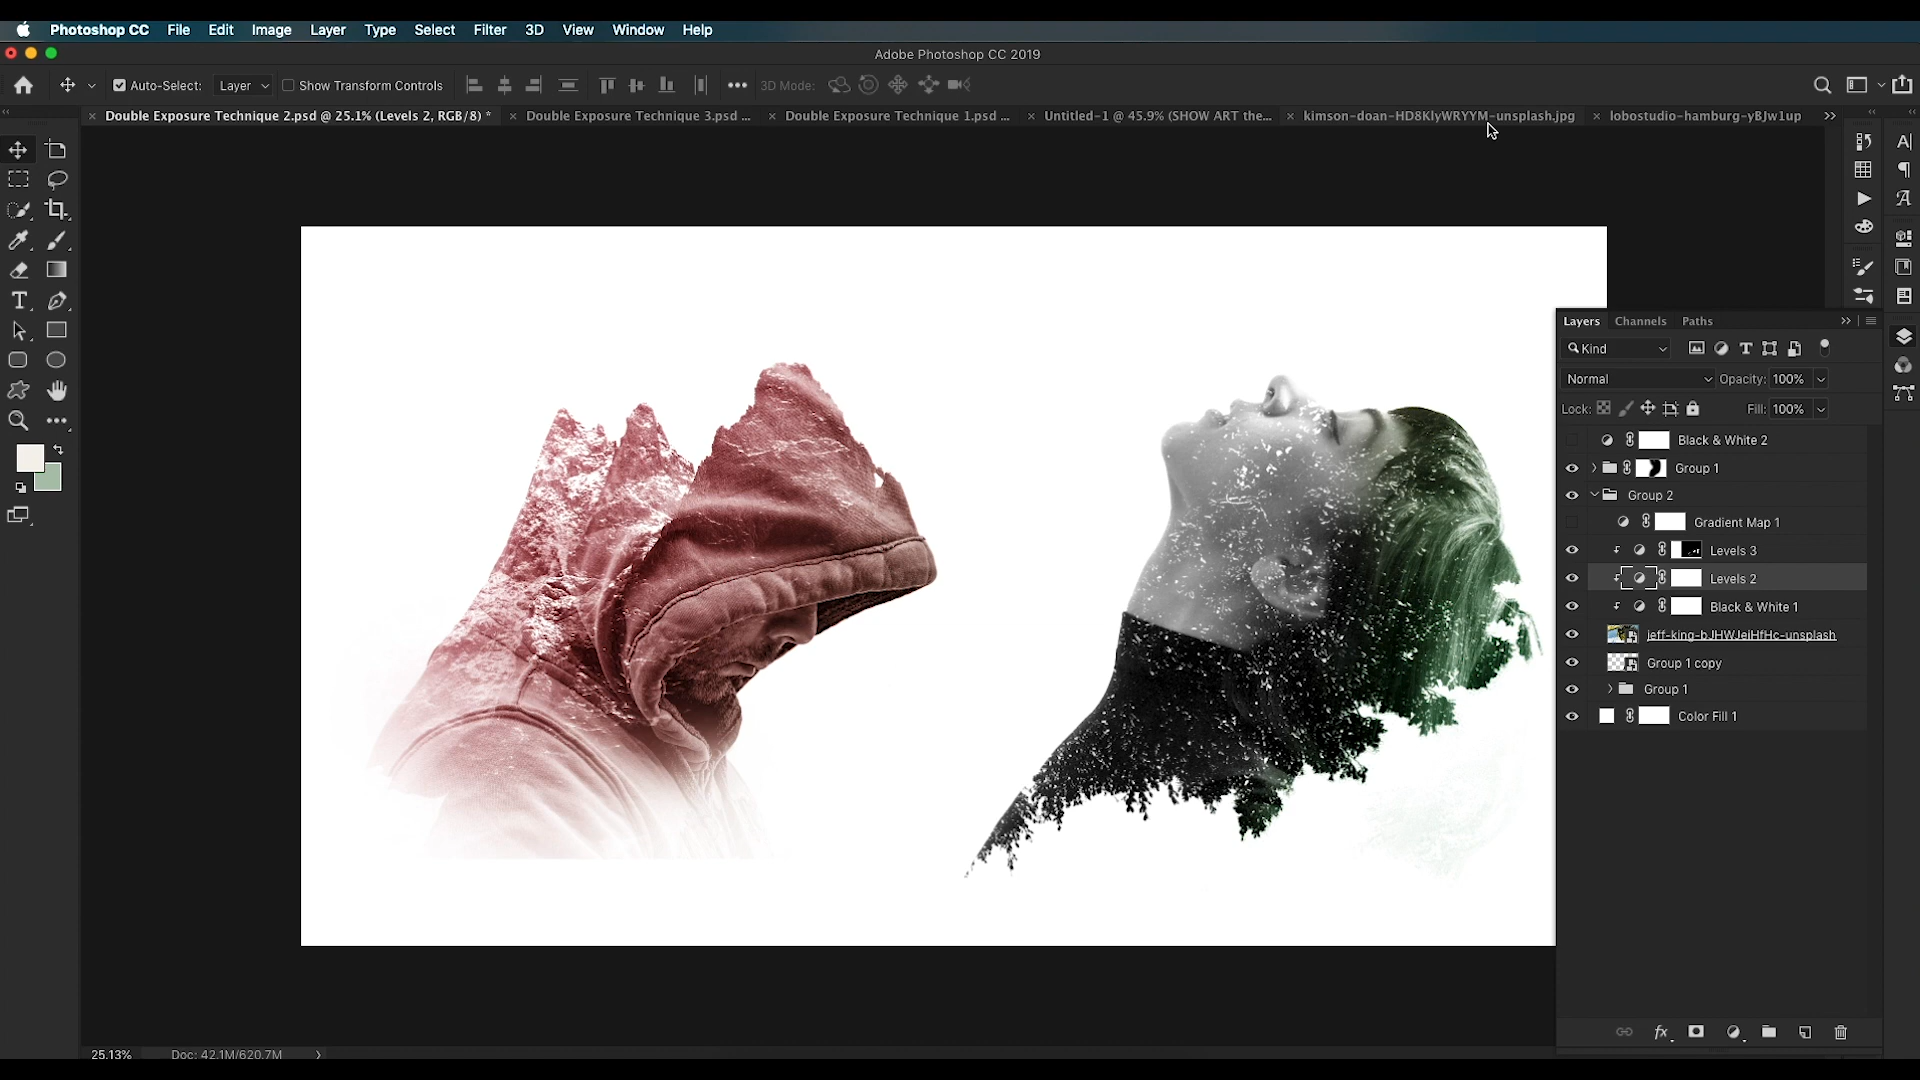 Photoshop CC File Edit Image Layer Type Select Filter 3D View Window Help
Adobe Photoshop CC 2019
Auto-Select: Layer Show Transform Controls 3D Mode:
Double Exposure Technique 2.psd @ 25.1% (Levels 2, RGB/8) * Double Exposure Technique 3.psd ... Double Exposure Technique 1.psd ... Untitled-1 @ 45.9% (SHOW ART the... kimson-doan-HD8KlyWRYYM-unsplash.jpg lobostudio-hamburg-yBJw1up
Layers Channels Paths
Kind
Normal Opacity: 100%
Lock: Fill: 100%
Black & White 2
Group 1
Group 2
Gradient Map 1
Levels 3
Levels 2
Black & White 1
jeff-king-bJHWJeiHfHc-unsplash
Group 1 copy
Group 1
Color Fill 1
fx
25.13% Doc: 42.1M/620.7M